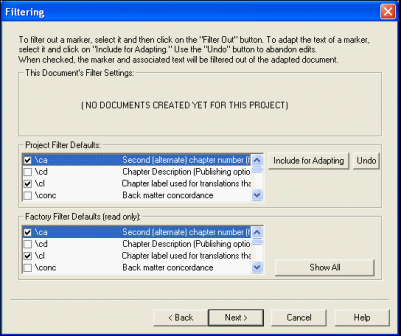 Filtering
To filter out a marker, select it and then click on the "Filter Out" button. To adapt the text of a marker,
select it and click on "Include for Adapting." Use the "Undo" button to abandon edits.
When checked, the marker and associated text will be filtered out of the adapted document.
This Document's Filter Settings:
( NO DOCUMENTS CREATED YET FOR THIS PROJECT)
Project Filter Defaults:
\ca Second (alternate) chapter number (f
\cd Chapter Description (Publishing optio
\cl Chapter label used for translations tha
\conc Back matter concordance
Include for Adapting Undo
Factory Filter Defaults (read only):
\ca Second (alternate) chapter number (f
\cd Chapter Description (Publishing optio
\cl Chapter label used for translations tha
\conc Back matter concordance
Show All
< Back Next > Cancel Help